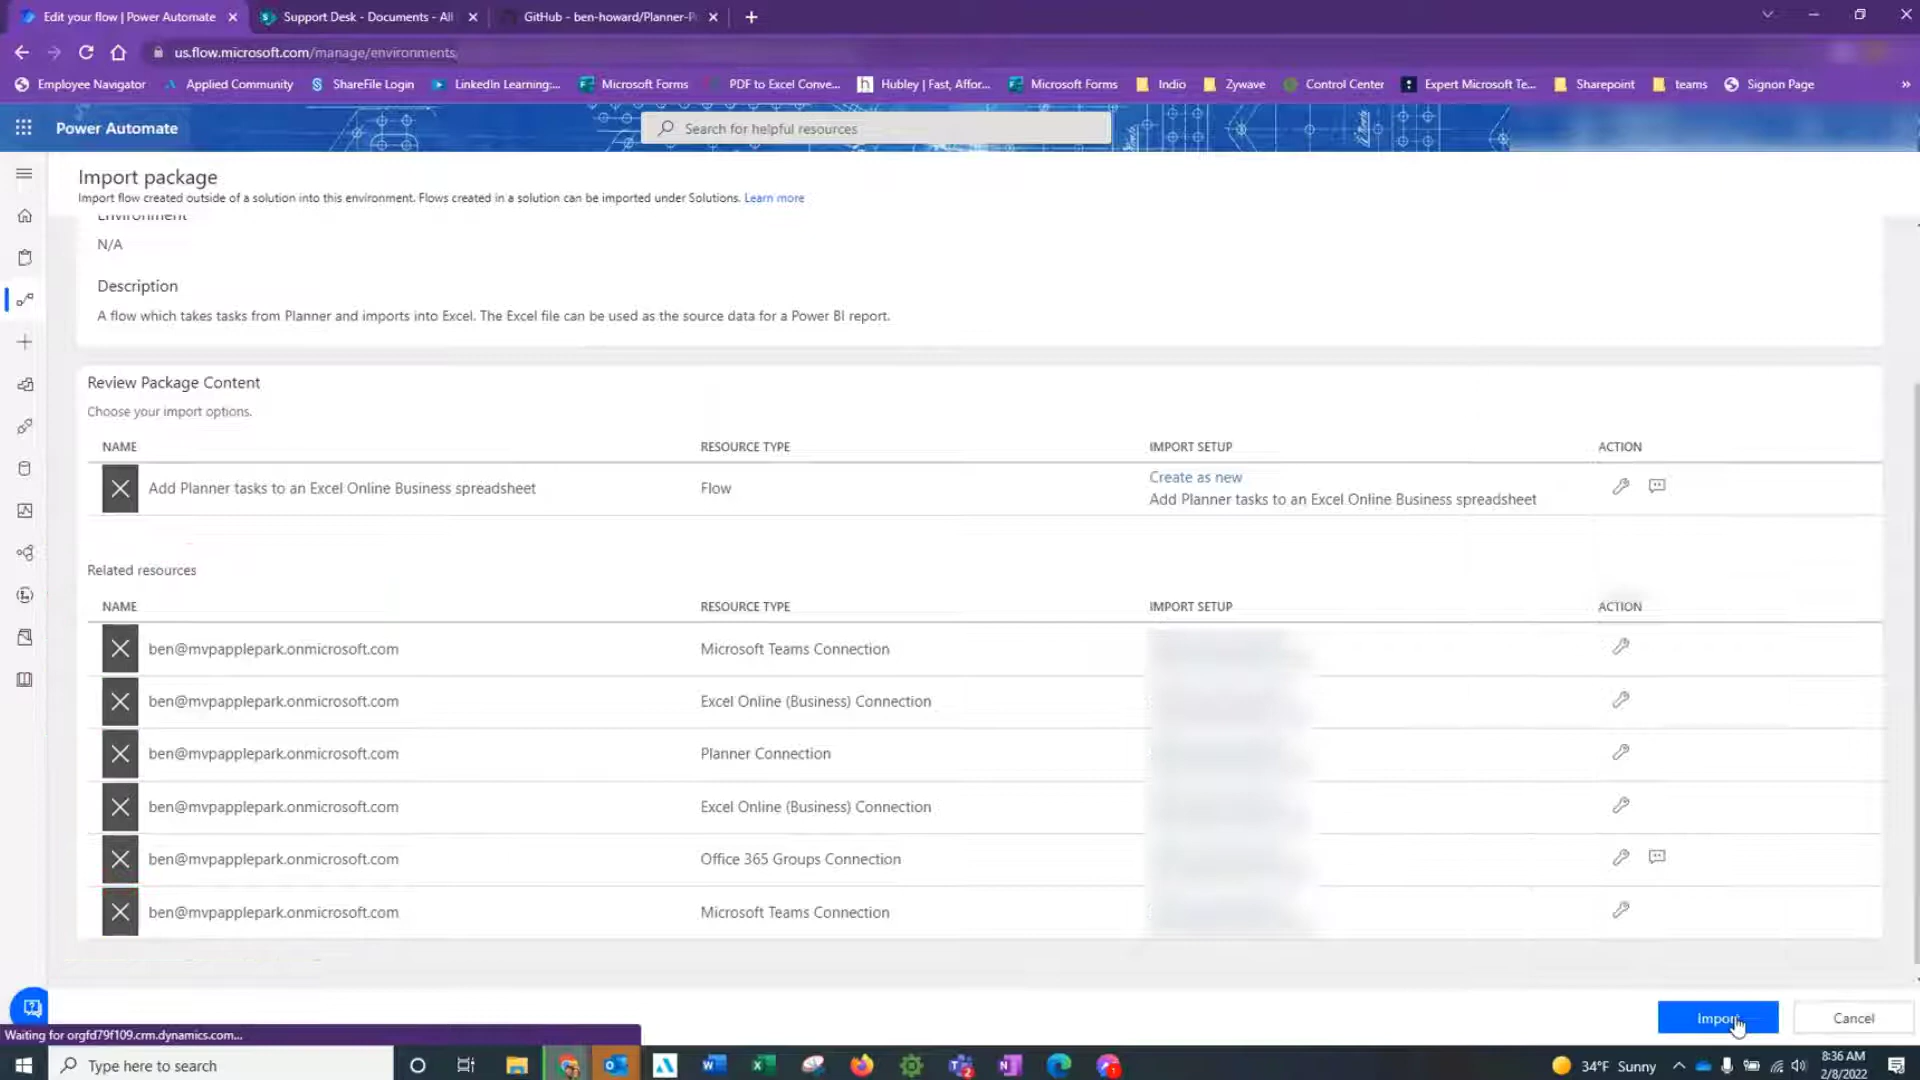 Edit your flow | Power Automate
Support Desk - Documents - All
GitHub - ben-howard/Planner-P
us.flow.microsoft.com/manage/environments
Employee Navigator
Applied Community
ShareFile Login
LinkedIn Learning:...
Microsoft Forms
PDF to Excel Conve...
Hubley | Fast, Affor...
Microsoft Forms
Indio
Zywave
Control Center
Expert Microsoft Te...
Sharepoint
teams
Signon Page
»
Power Automate
Search for helpful resources
Import package
Import flow created outside of a solution into this environment. Flows created in a solution can be imported under Solutions. Learn more
Environment
N/A
Description
A flow which takes tasks from Planner and imports into Excel. The Excel file can be used as the source data for a Power BI report.
Review Package Content
Choose your import options.
NAME RESOURCE TYPE IMPORT SETUP ACTION
Add Planner tasks to an Excel Online Business spreadsheet Flow Create as new
Add Planner tasks to an Excel Online Business spreadsheet
Related resources
NAME RESOURCE TYPE IMPORT SETUP ACTION
ben@mvpapplepark.onmicrosoft.com Microsoft Teams Connection
ben@mvpapplepark.onmicrosoft.com Excel Online (Business) Connection
ben@mvpapplepark.onmicrosoft.com Planner Connection
ben@mvpapplepark.onmicrosoft.com Excel Online (Business) Connection
ben@mvpapplepark.onmicrosoft.com Office 365 Groups Connection
ben@mvpapplepark.onmicrosoft.com Microsoft Teams Connection
Import Cancel
Waiting for orgfd79f109.crm.dynamics.com...
Type here to search
34°F Sunny
8:36 AM
2/8/2022